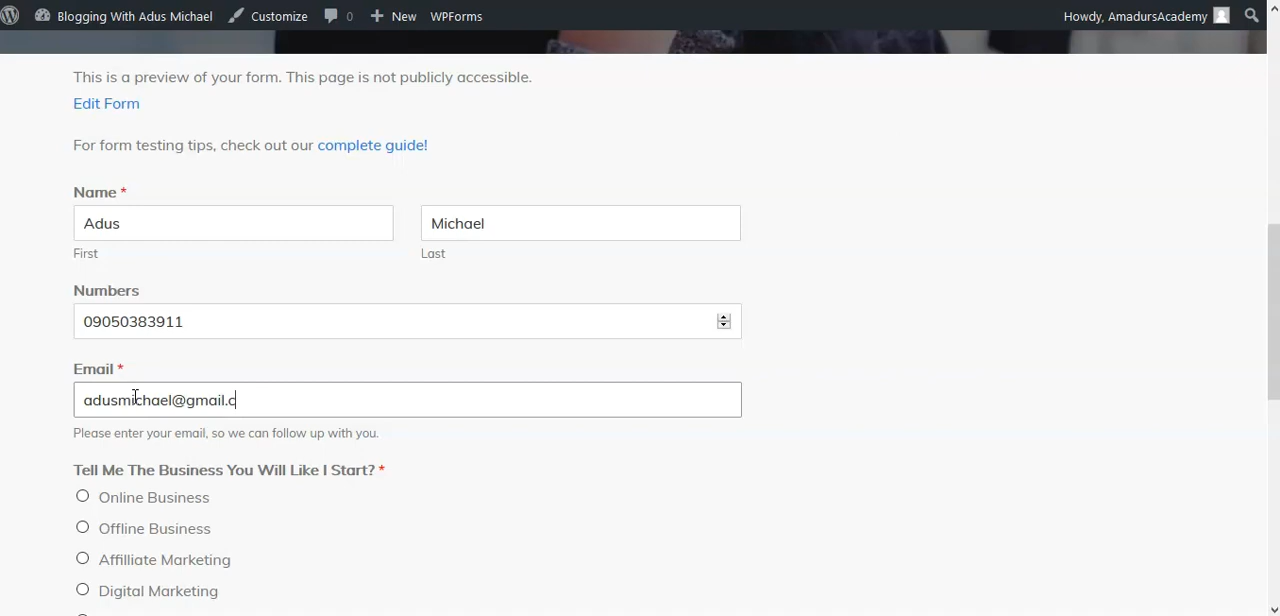 Blogging With Adus Michael Customize 0 New WPForms Howdy, AmadursAcademy
This is a preview of your form. This page is not publicly accessible.
Edit Form
For form testing tips, check out our complete guide!
Name *
Adus Michael
First Last
Numbers
09050383911
Email *
adusmichael@gmail.c
Please enter your email, so we can follow up with you.
Tell Me The Business You Will Like I Start? *
Online Business
Offline Business
Affilliate Marketing
Digital Marketing